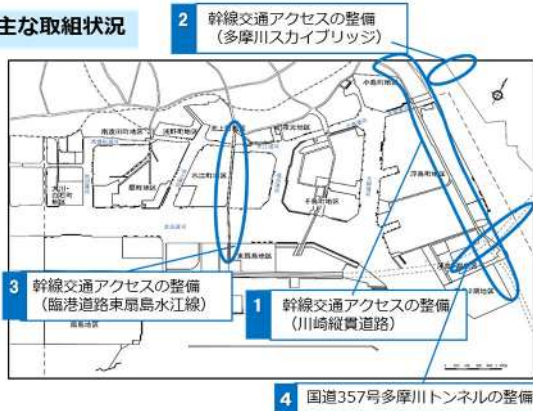 主な取組状況
2
幹線交通アクセスの整備
(多摩川スカイブリッジ)
小島町地区
南渡田町地区
浅野町地区
水江町地区
千鳥町地区
浮島町地区
扇町地区
東扇島地区
扇島地区
3
幹線交通アクセスの整備
(臨港道路東扇島水江線)
1
幹線交通アクセスの整備
(川崎縦貫道路)
4
国道357号多摩川トンネルの整備